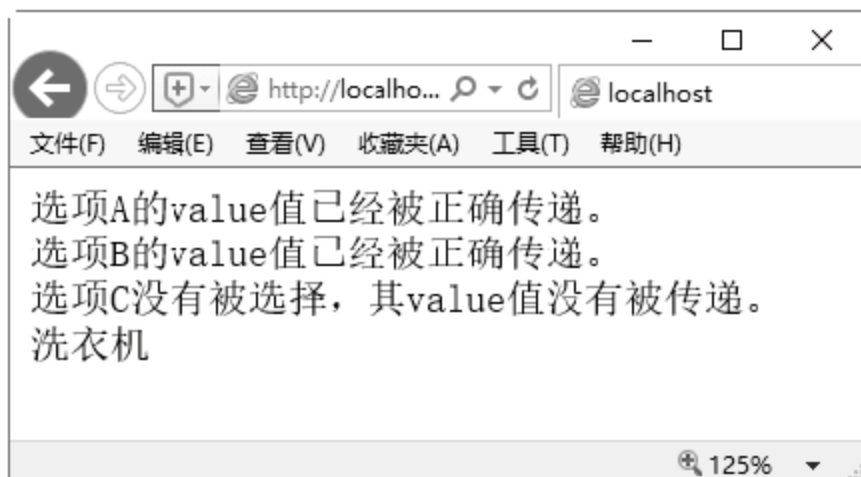 http://localho...
localhost
文件(F) 编辑(E) 查看(V) 收藏夹(A) 工具(T) 帮助(H)
选项A的value值已经被正确传递。
选项B的value值已经被正确传递。
选项C没有被选择，其value值没有被传递。
洗衣机
125%